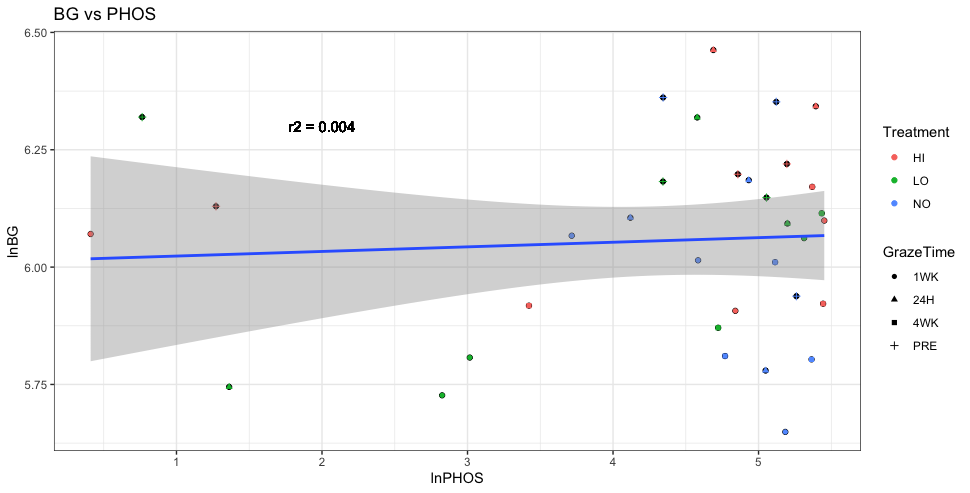 BG vs PHOS
6.50
6.25
6.00
5.75
lnBG
r2 = 0.004
1
2
3
4
5
lnPHOS
Treatment
HI
LO
NO
GrazeTime
1WK
24H
4WK
PRE